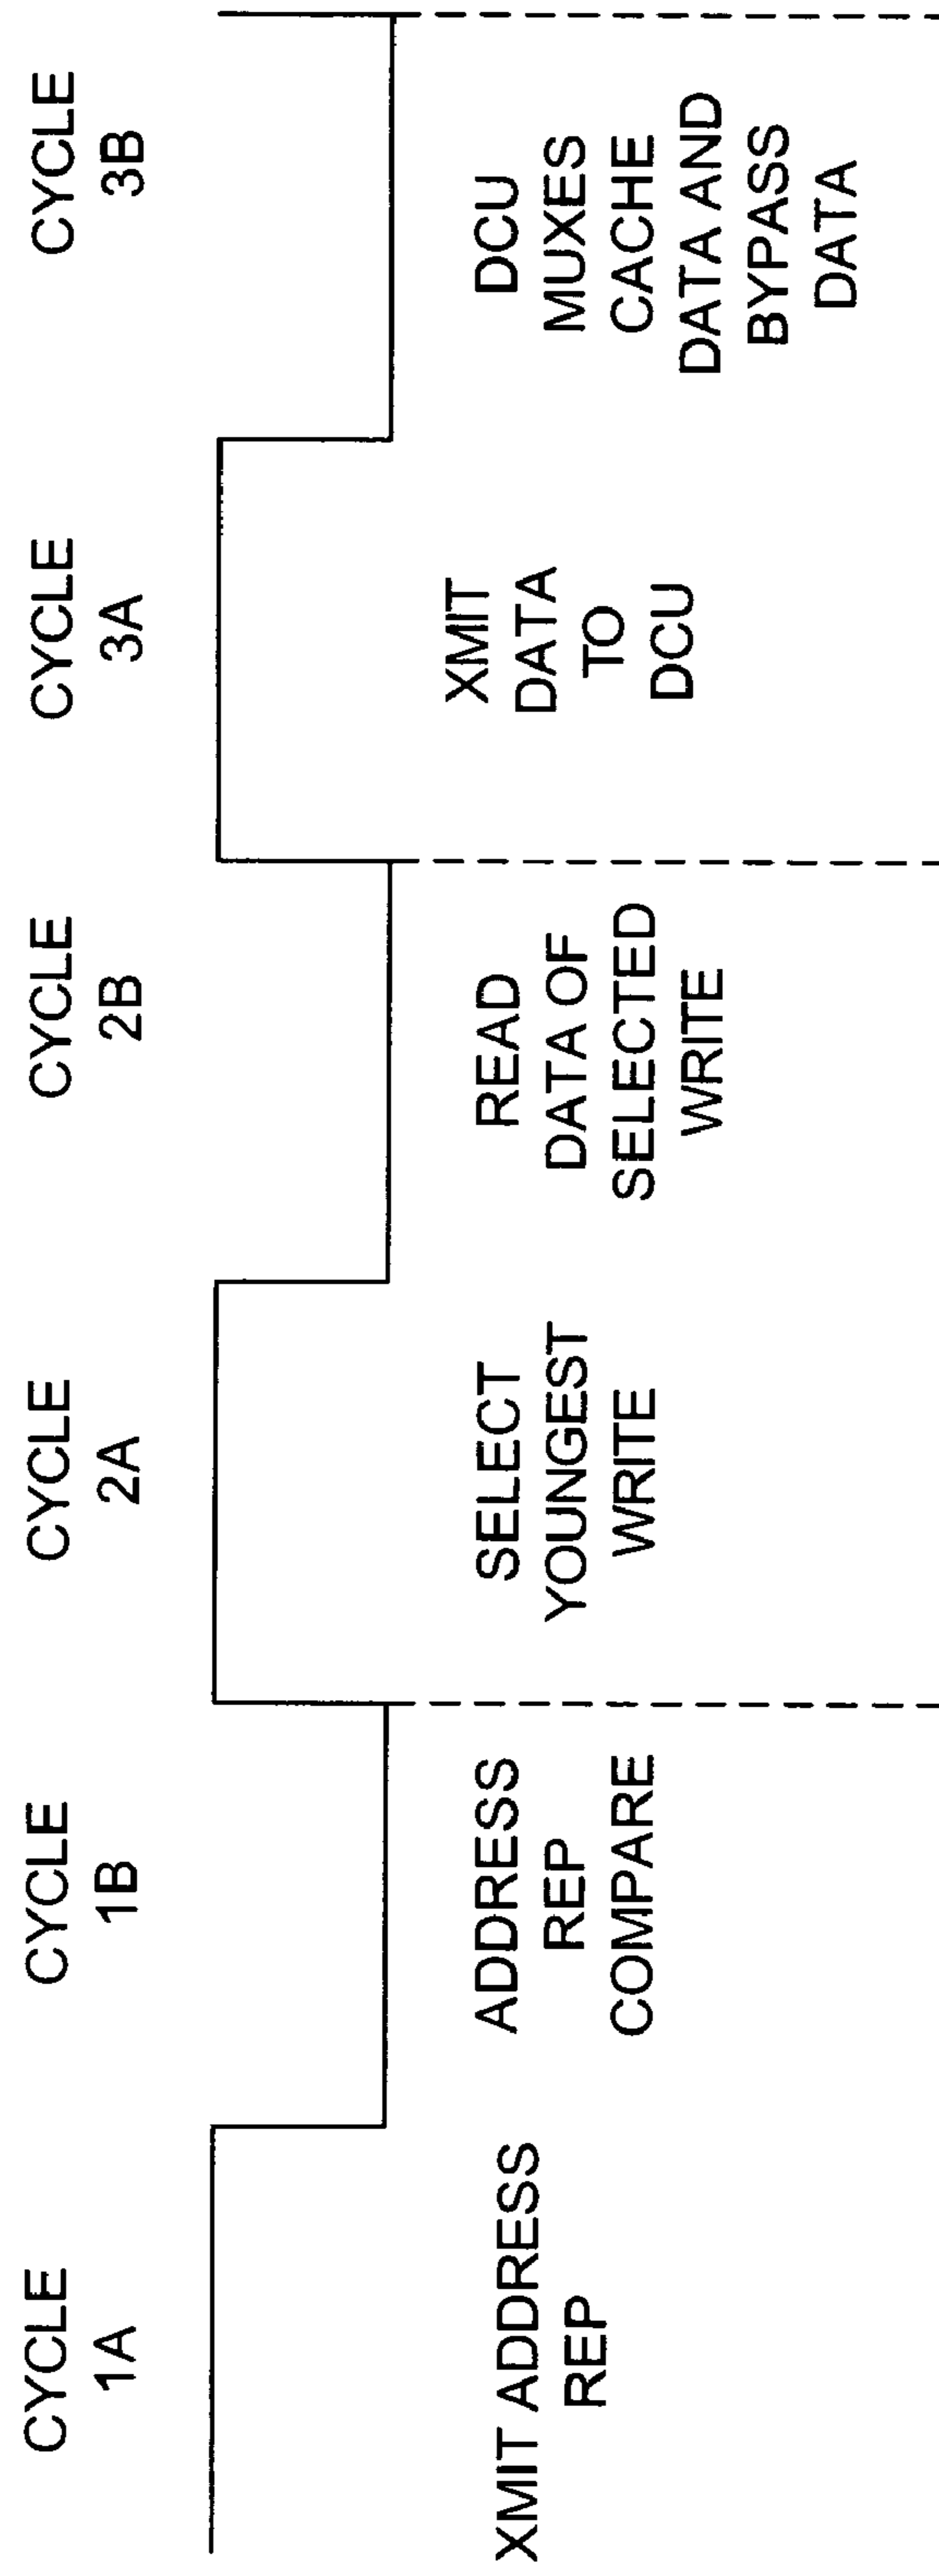 CYCLE
1A
CYCLE
1B
CYCLE
2A
CYCLE
2B
CYCLE
3A
CYCLE
3B
XMIT ADDRESS
REP
ADDRESS
REP
COMPARE
SELECT
YOUNGEST
WRITE
READ
DATA OF
SELECTED
WRITE
XMIT
DATA
TO
DCU
DCU
MUXES
CACHE
DATA AND
BYPASS
DATA